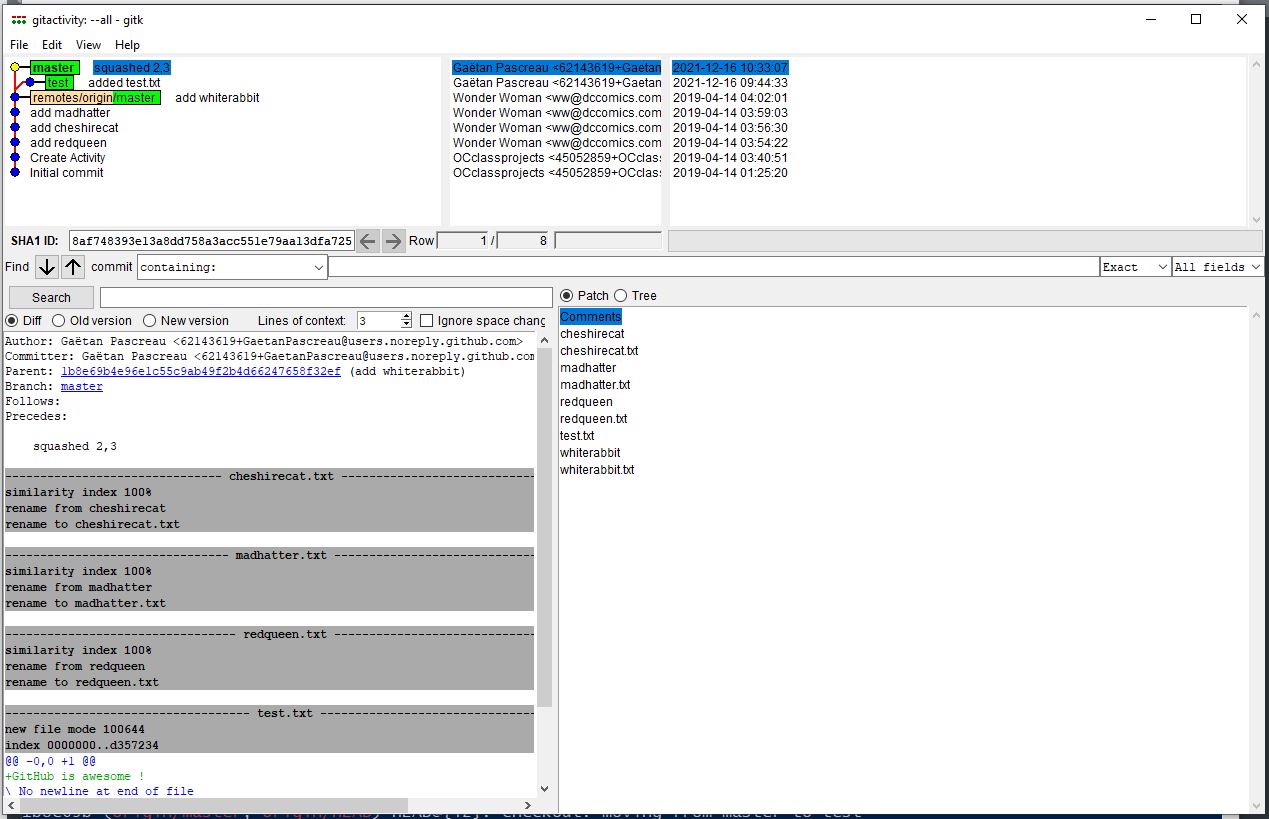 gitactivity: --all - gitk
File Edit View Help
master squashed 2,3 Gaëtan Pascreau <62143619+Gaetan 2021-12-16 10:33:07
test added test.txt Gaëtan Pascreau <62143619+Gaetan 2021-12-16 09:44:33
remotes/origin/master add whiterabbit Wonder Woman <ww@dccomics.com 2019-04-14 04:02:01
add madhatter Wonder Woman <ww@dccomics.com 2019-04-14 03:59:03
add cheshirecat Wonder Woman <ww@dccomics.com 2019-04-14 03:56:30
add redqueen Wonder Woman <ww@dccomics.com 2019-04-14 03:54:22
Create Activity OCclassprojects <45052859+OCclass 2019-04-14 03:40:51
Initial commit OCclassprojects <45052859+OCclass 2019-04-14 01:25:20
SHA1 ID: 8af748393e13a8dd758a3acc551e79aa13dfa725 Row 1 / 8
Find commit containing: Exact All fields
Search
Diff Old version New version Lines of context: 3 Ignore space chang
Author: Gaëtan Pascreau <62143619+GaetanPascreau@users.noreply.github.com>
Committer: Gaëtan Pascreau <62143619+GaetanPascreau@users.noreply.github.com
Parent: 1b8e69b4e96e1c55c9ab49f2b4d66247658f32ef (add whiterabbit)
Branch: master
Follows:
Precedes:
squashed 2,3
------------------------------- cheshirecat.txt ----------------------------
similarity index 100%
rename from cheshirecat
rename to cheshirecat.txt
-------------------------------- madhatter.txt -----------------------------
similarity index 100%
rename from madhatter
rename to madhatter.txt
--------------------------------- redqueen.txt -----------------------------
similarity index 100%
rename from redqueen
rename to redqueen.txt
----------------------------------- test.txt -------------------------------
new file mode 100644
index 0000000..d357234
@@ -0,0 +1 @@
+GitHub is awesome !
\ No newline at end of file
Patch Tree
Comments
cheshirecat
cheshirecat.txt
madhatter
madhatter.txt
redqueen
redqueen.txt
test.txt
whiterabbit
whiterabbit.txt